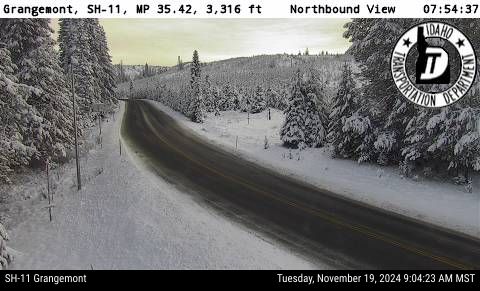 Grangemont, SH-11, MP 35.42, 3,316 ft Northbound View 07:54:37
IDAHO
TRANSPORTATION DEPARTMENT
SH-11 Grangemont Tuesday, November 19, 2024 9:04:23 AM MST